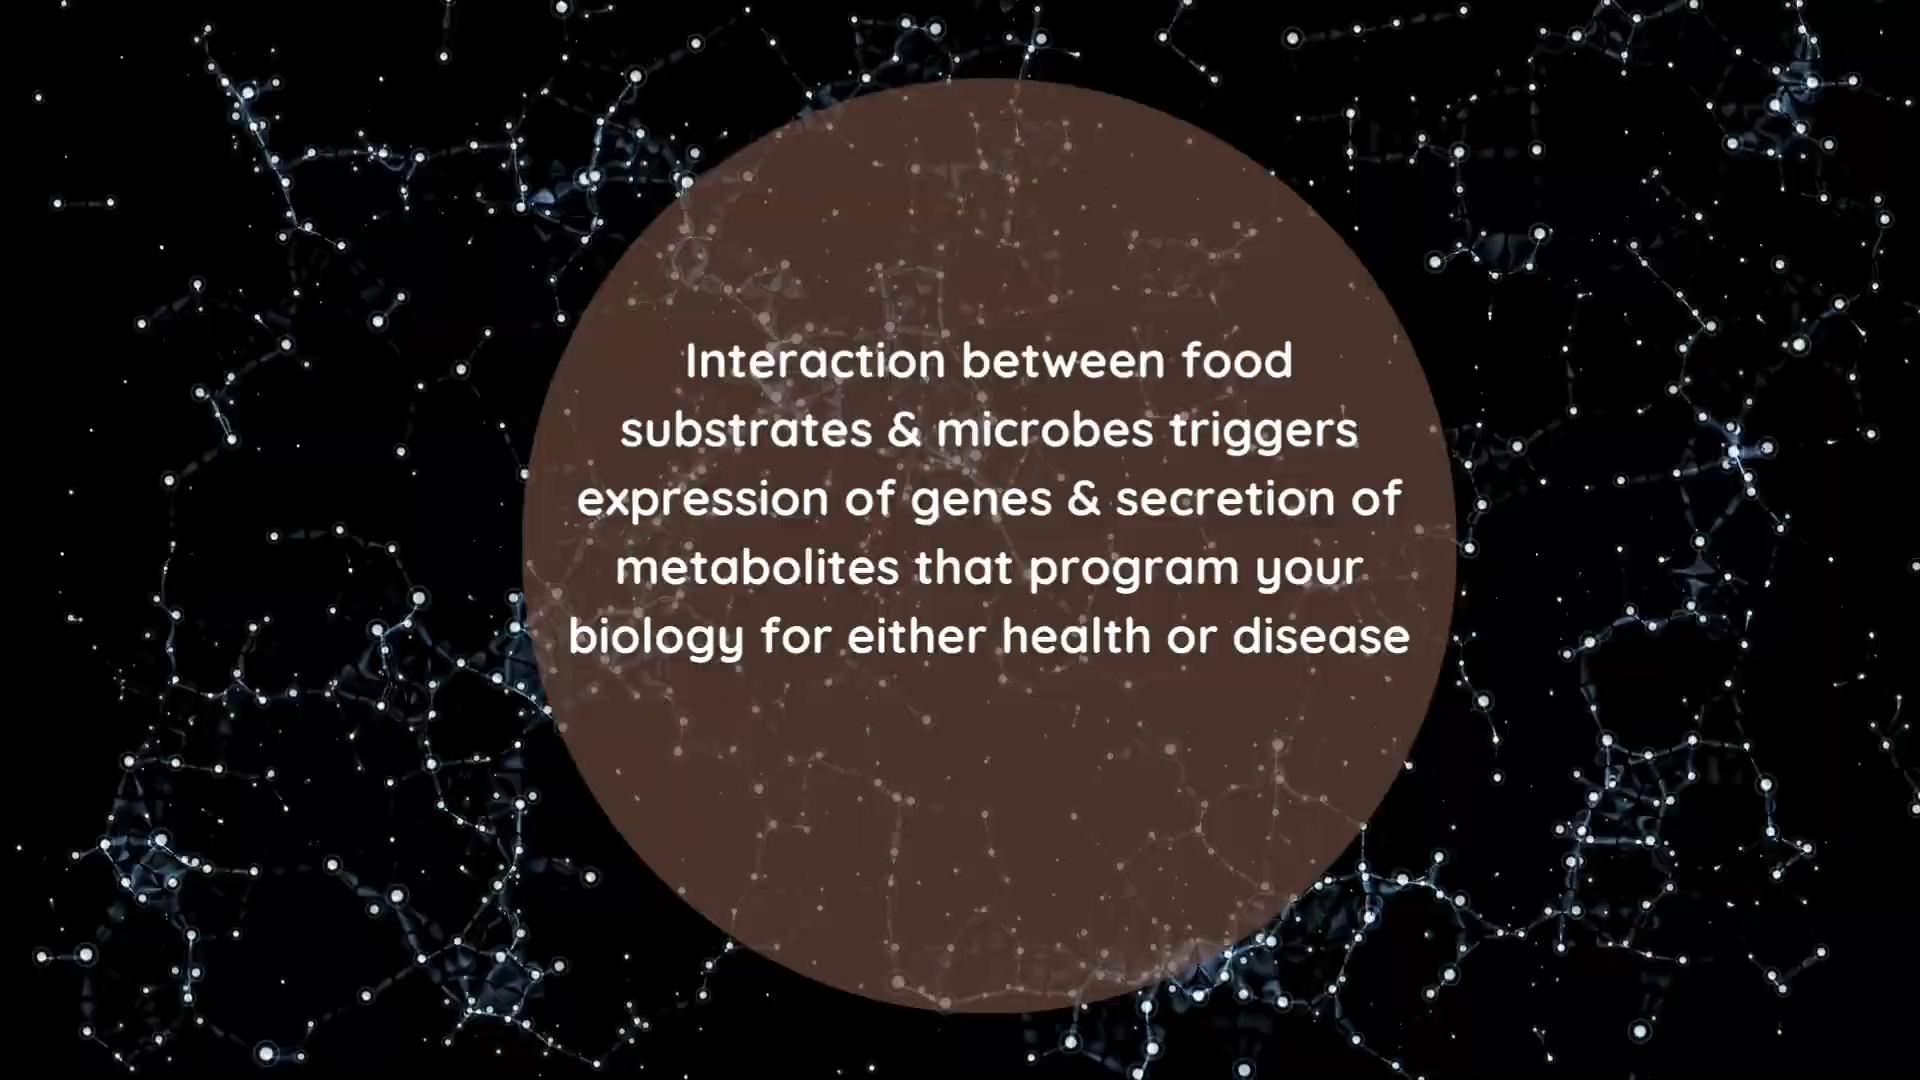 Interaction between food
substrates & microbes triggers
expression of genes & secretion of
metabolites that program your
biology for either health or disease